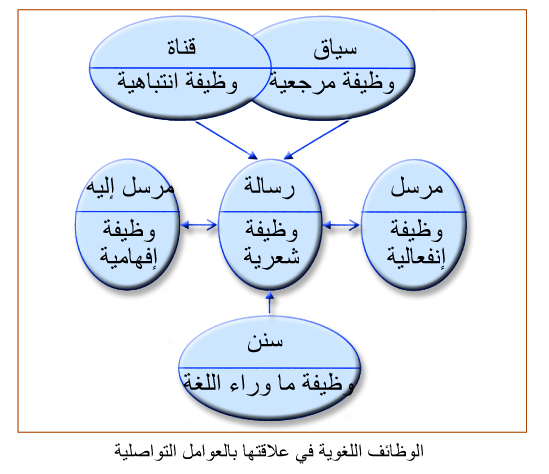 سياق
وظيفة مرجعية
قناة
وظيفة انتباهية
مرسل
وظيفة
إنفعالية
رسالة
وظيفة
شعرية
مرسل إليه
وظيفة
إفهامية
سنن
وظيفة ما وراء اللغة
الوظائف اللغوية في علاقتها بالعوامل التواصلية